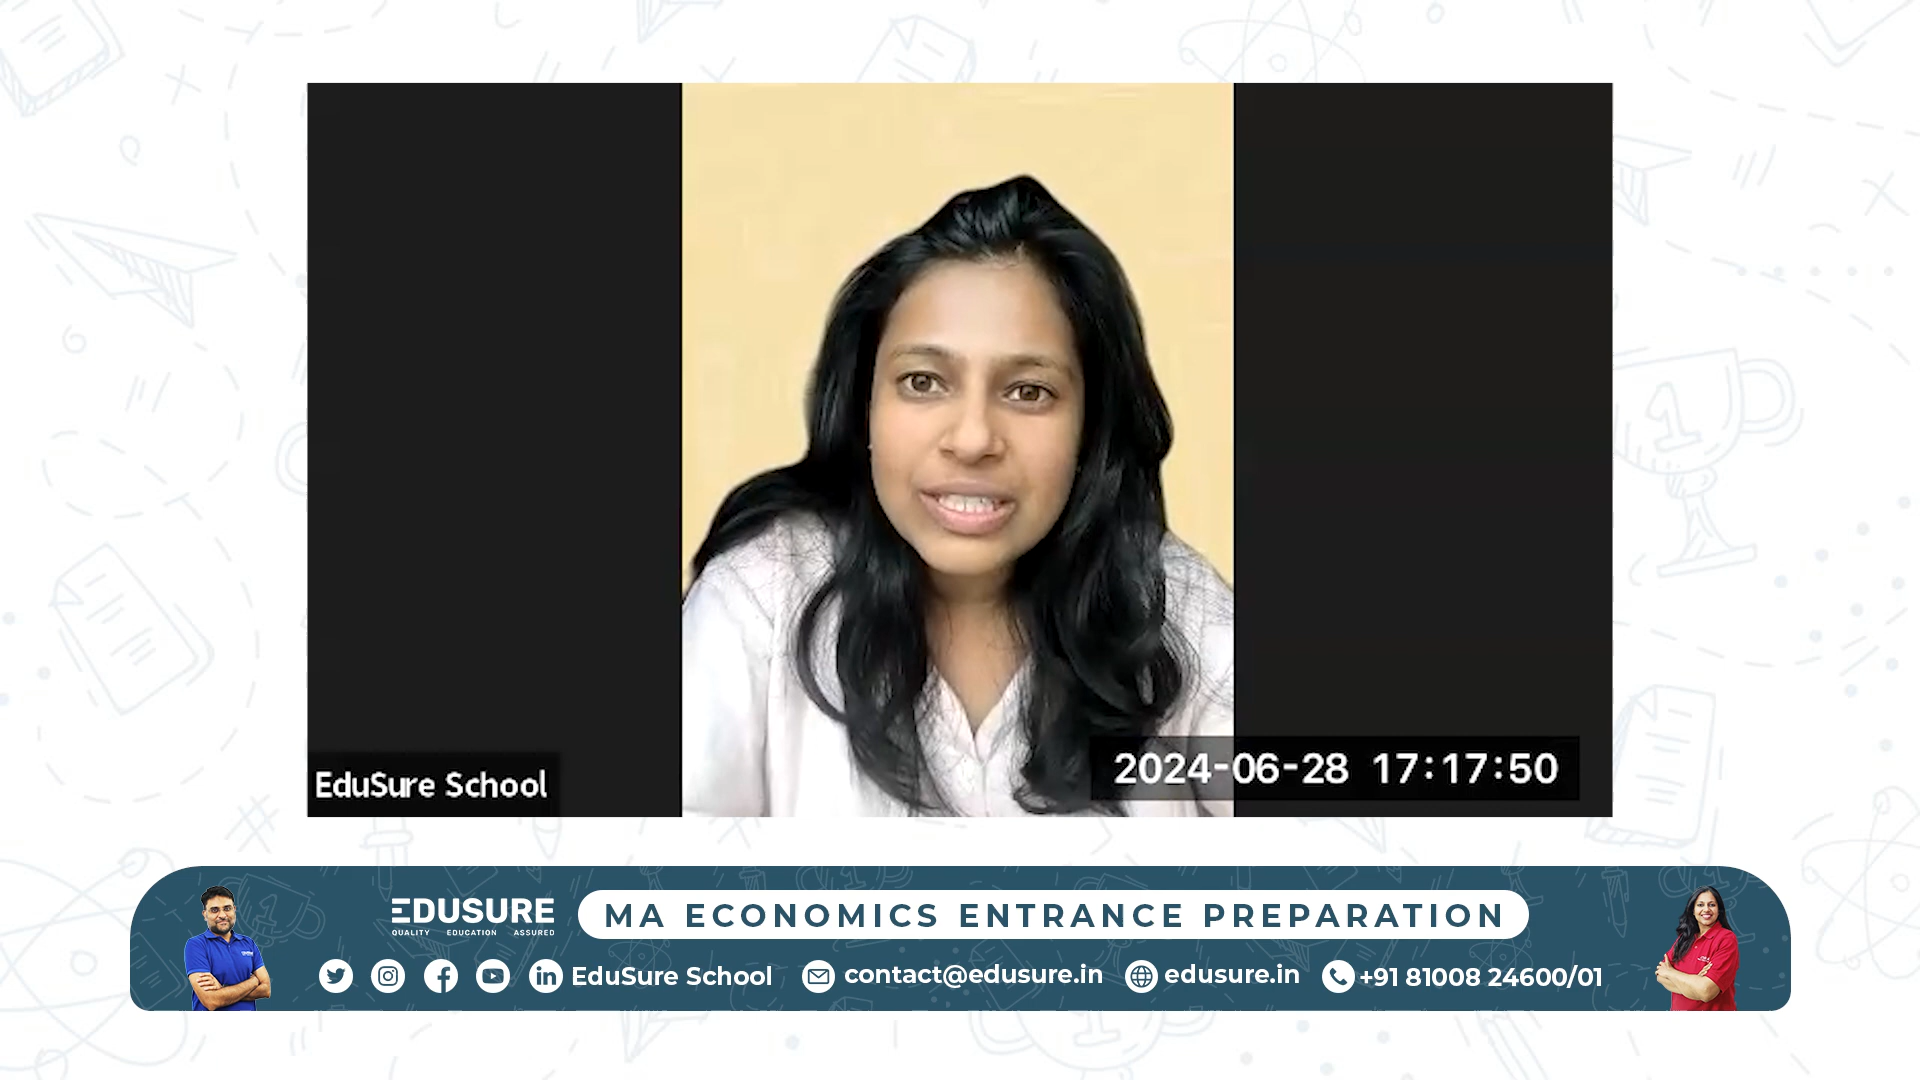 EduSure School
2024-06-28 17:17:50
EDUSURE
QUALITY EDUCATION ASSURED
MA ECONOMICS ENTRANCE PREPARATION
EduSure School
contact@edusure.in
edusure.in
+91 81008 24600/01